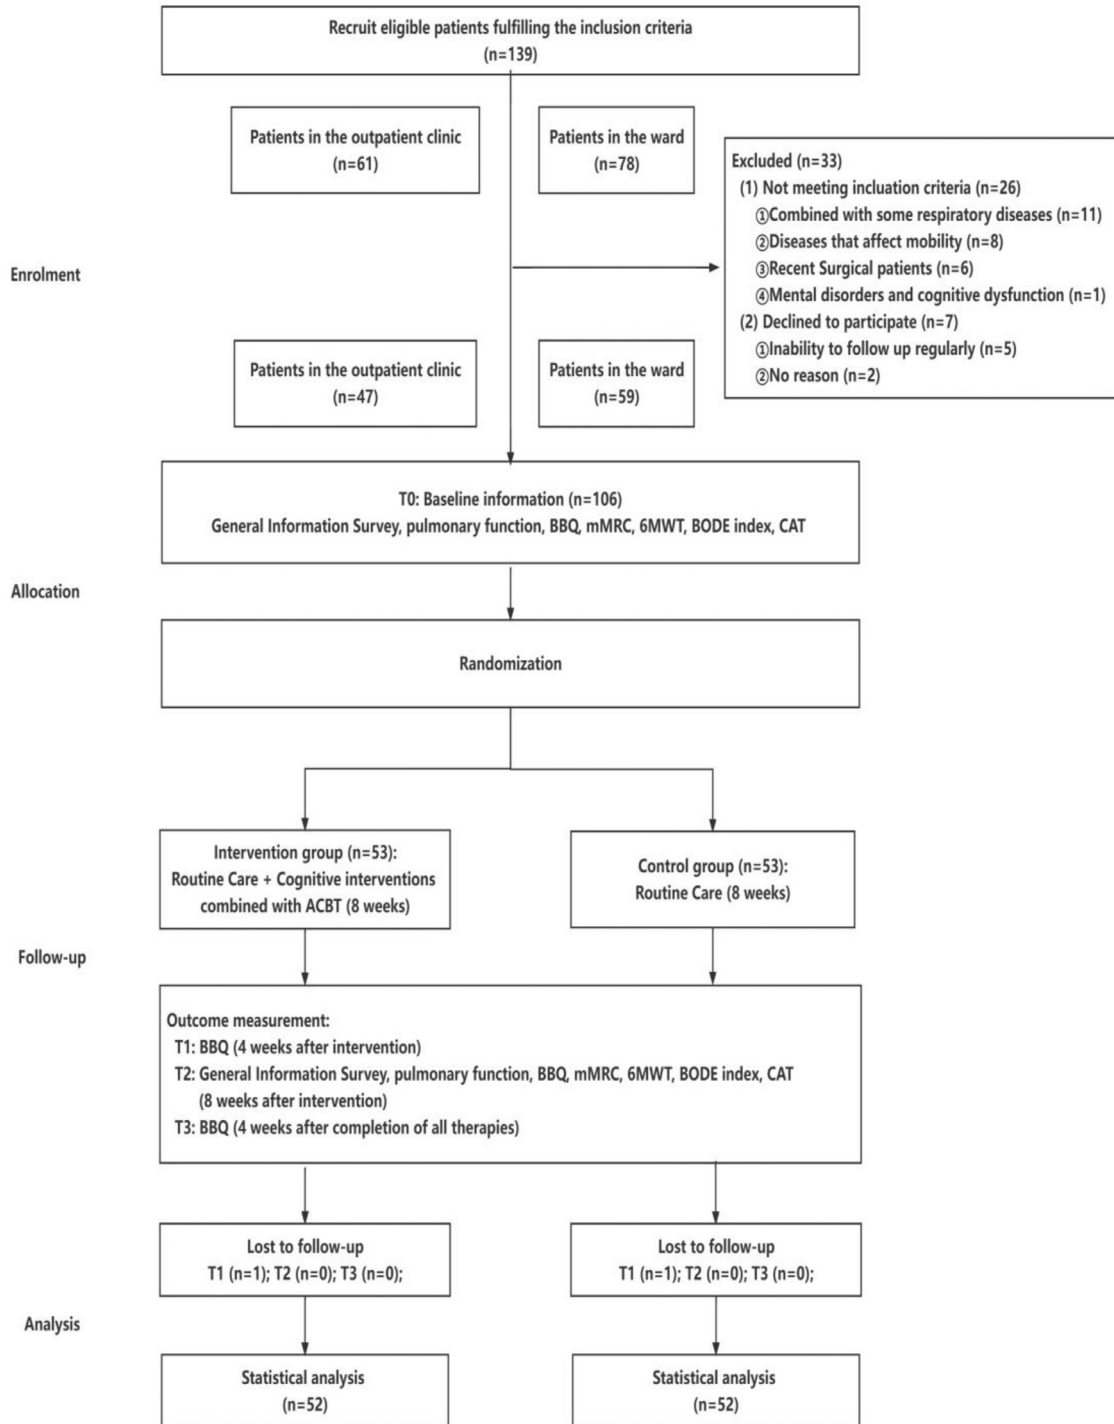 Recruit eligible patients fulfilling the inclusion criteria
(n=139)
Patients in the outpatient clinic
(n=61)
Patients in the ward
(n=78)
Excluded (n=33)
(1) Not meeting incluation criteria (n=26)
①Combined with some respiratory diseases (n=11)
②Diseases that affect mobility (n=8)
③Recent Surgical patients (n=6)
④Mental disorders and cognitive dysfunction (n=1)
(2) Declined to participate (n=7)
①Inability to follow up regularly (n=5)
②No reason (n=2)
Enrolment
Patients in the outpatient clinic
(n=47)
Patients in the ward
(n=59)
T0: Baseline information (n=106)
General Information Survey, pulmonary function, BBQ, mMRC, 6MWT, BODE index, CAT
Allocation
Randomization
Intervention group (n=53):
Routine Care + Cognitive interventions
combined with ACBT (8 weeks)
Control group (n=53):
Routine Care (8 weeks)
Follow-up
Outcome measurement:
T1: BBQ (4 weeks after intervention)
T2: General Information Survey, pulmonary function, BBQ, mMRC, 6MWT, BODE index, CAT
(8 weeks after intervention)
T3: BBQ (4 weeks after completion of all therapies)
Lost to follow-up
T1 (n=1); T2 (n=0); T3 (n=0);
Lost to follow-up
T1 (n=1); T2 (n=0); T3 (n=0);
Analysis
Statistical analysis
(n=52)
Statistical analysis
(n=52)